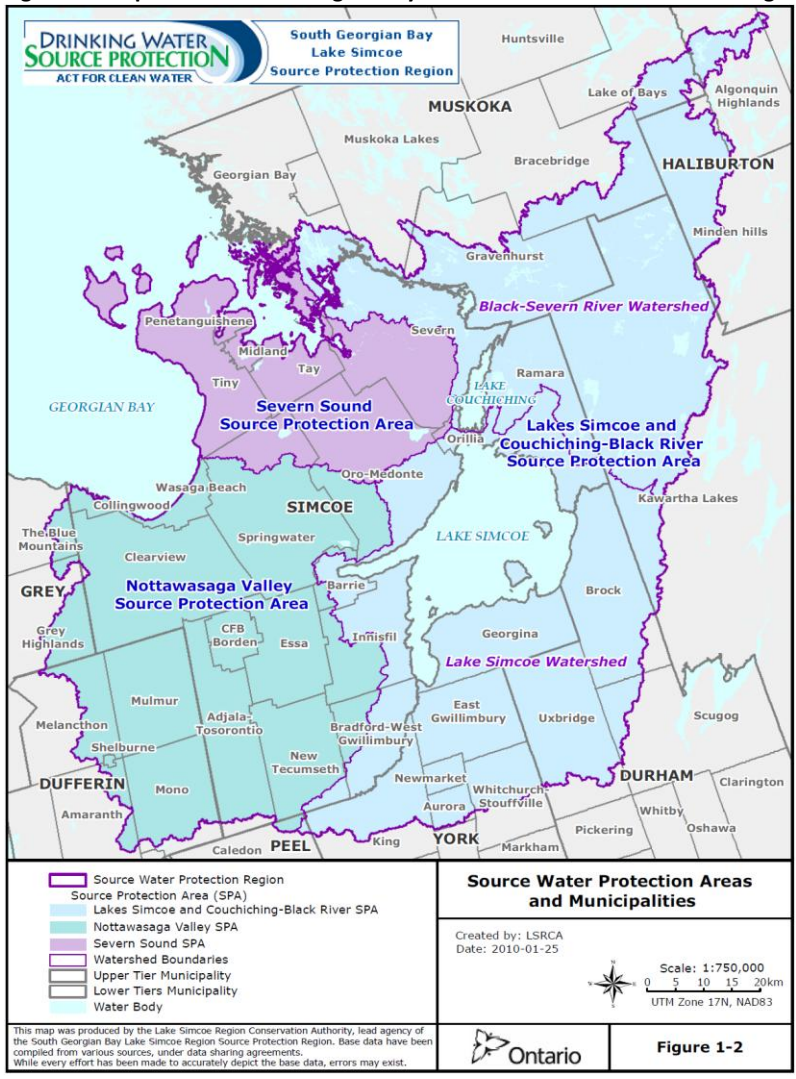 DRINKING WATER
SOURCE PROTECTION
ACT FOR CLEAN WATER
South Georgian Bay
Lake Simcoe
Source Protection Region
Huntsville
Lake of Bays
Algonquin
Highlands
MUSKOKA
Muskoka Lakes
Bracebridge
HALIBURTON
Georgian Bay
Minden hills
Gravenhurst
Black-Severn River Watershed
Penetanguishene
Severn
Midland
Tay
Tiny
Ramara
LAKE
COUCHICHING
GEORGIAN BAY
Severn Sound
Source Protection Area
Lakes Simcoe and
Couchiching-Black River
Source Protection Area
Orillia
Oro-Medonte
Wasaga Beach
Collingwood
SIMCOE
Kawartha Lakes
The Blue
Mountains
Springwater
LAKE SIMCOE
Clearview
GREY
Nottawasaga Valley
Source Protection Area
Barrie
Brock
Grey
Highlands
CFB
Borden
Essa
Innisfil
Georgina
Lake Simcoe Watershed
Mulmur
Adjala-
Tosorontio
East
Gwillimbury
Uxbridge
Scugog
Melancthon
Bradford-West
Gwillimbury
Shelburne
New
Tecumseth
DUFFERIN
Mono
Newmarket
Whitchurch-
Stouffville
DURHAM
Clarington
Amaranth
Aurora
Whitby
Oshawa
Pickering
Caledon
PEEL
King
YORK
Markham
Source Water Protection Region
Source Protection Area (SPA)
Lakes Simcoe and Couchiching-Black River SPA
Nottawasaga Valley SPA
Severn Sound SPA
Watershed Boundaries
Upper Tier Municipality
Lower Tiers Municipality
Water Body
This map was produced by the Lake Simcoe Region Conservation Authority, lead agency of
the South Georgian Bay Lake Simcoe Region Source Protection Region. Base data have been
compiled from various sources, under data sharing agreements.
While every effort has been made to accurately depict the base data, errors may exist.
Source Water Protection Areas
and Municipalities
Created by: LSRCA
Date: 2010-01-25
Scale: 1:750,000
0 5 10 15 20km
UTM Zone 17N, NAD83
Ontario
Figure 1-2